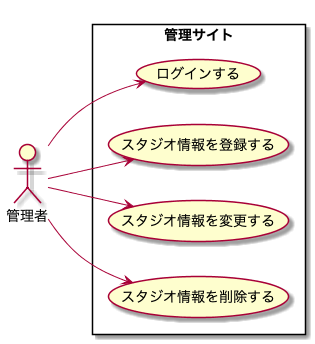 管理サイト
ログインする
スタジオ情報を登録する
管理者
スタジオ情報を変更する
スタジオ情報を削除する